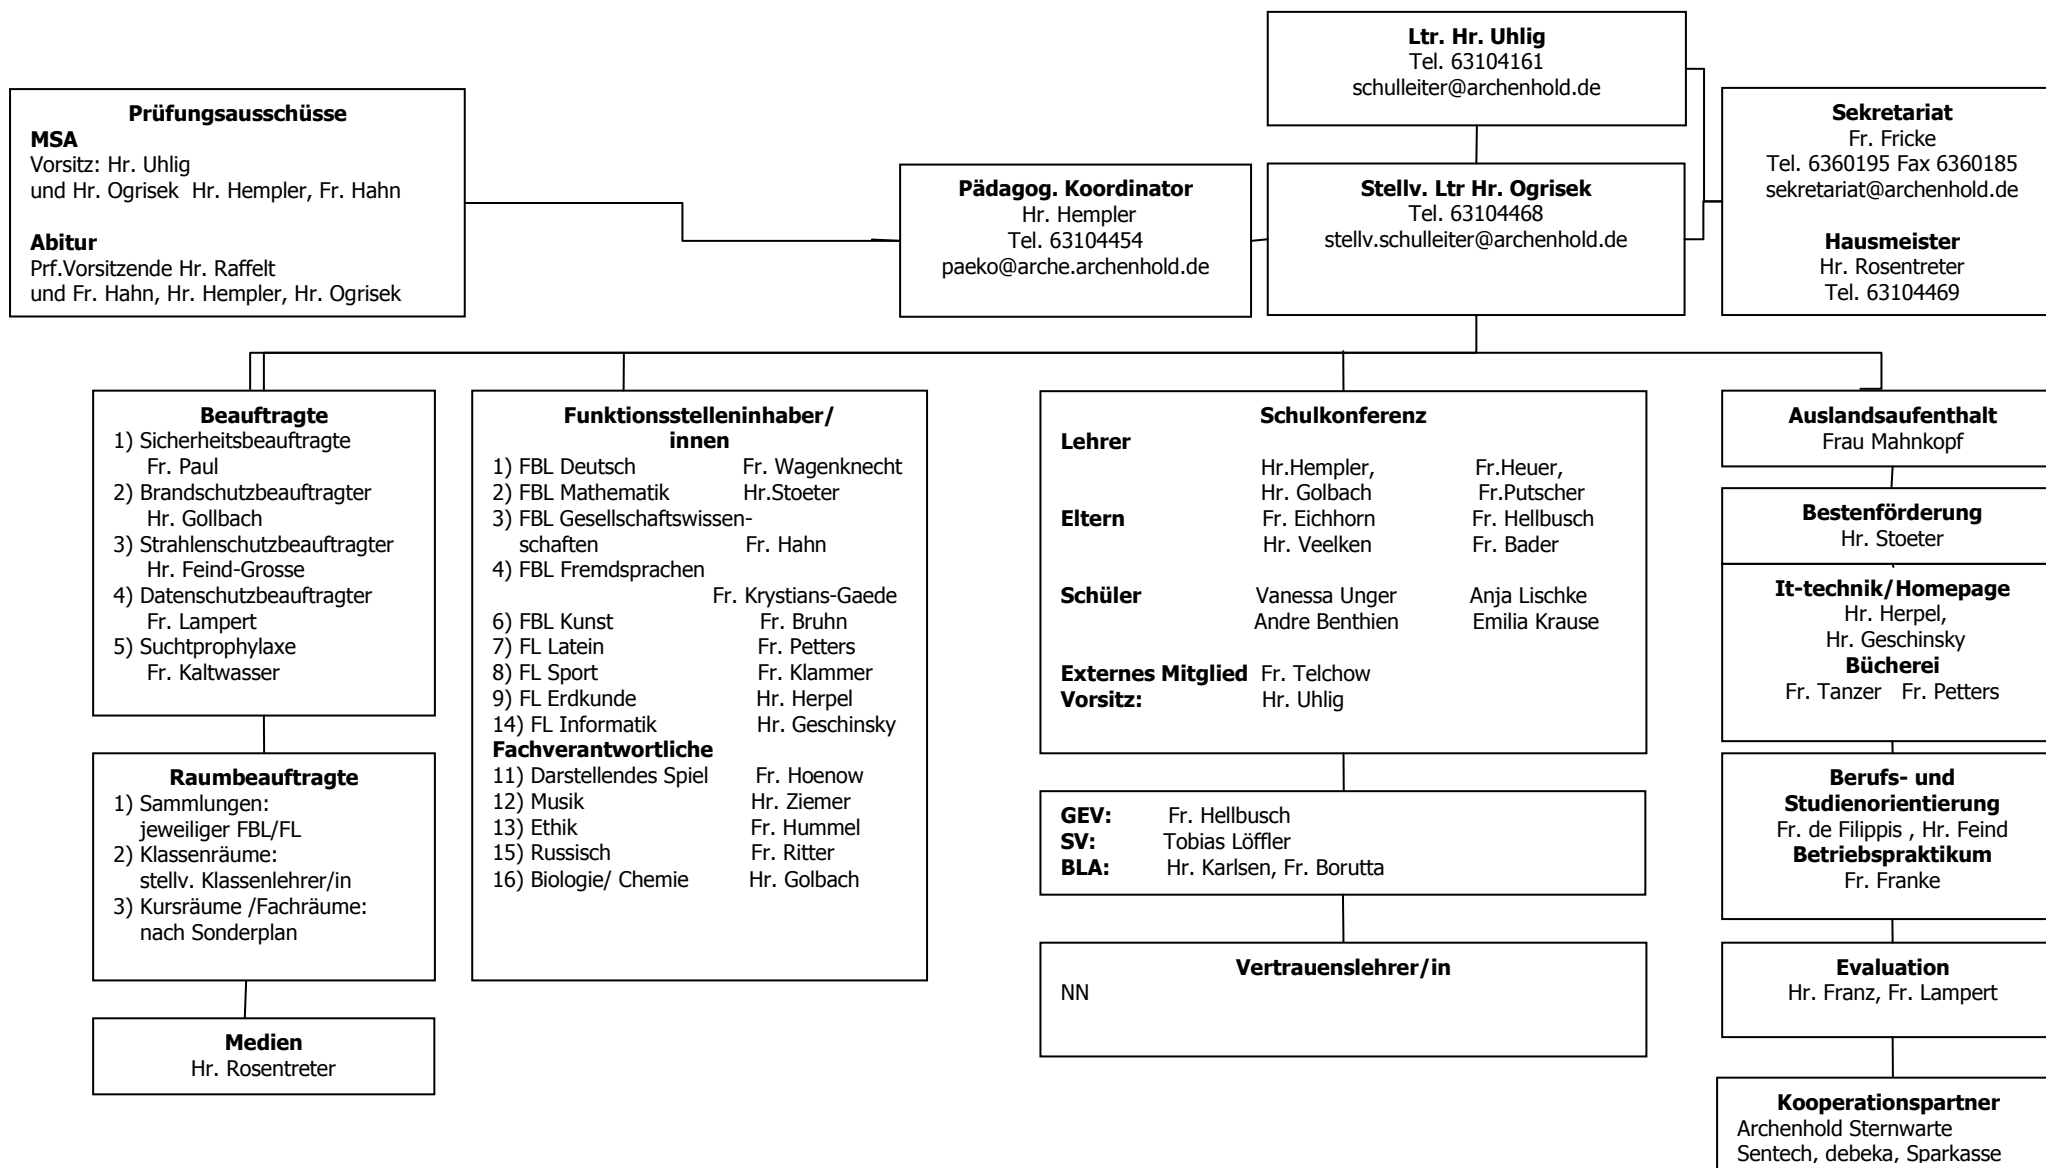 Ltr. Hr. Uhlig
Tel. 63104161
schulleiter@archenhold.de
Prüfungsausschüsse
MSA
Vorsitz: Hr. Uhlig
und Hr. Ogrisek  Hr. Hempler, Fr. Hahn
Abitur
Prf.Vorsitzende Hr. Raffelt
und Fr. Hahn, Hr. Hempler, Hr. Ogrisek
Pädagog. Koordinator
Hr. Hempler
Tel. 63104454
paeko@arche.archenhold.de
Stellv. Ltr Hr. Ogrisek
Tel. 63104468
stellv.schulleiter@archenhold.de
Sekretariat
Fr. Fricke
Tel. 6360195 Fax 6360185
sekretariat@archenhold.de
Hausmeister
Hr. Rosentreter
Tel. 63104469
Beauftragte
1) Sicherheitsbeauftragte
Fr. Paul
2) Brandschutzbeauftragter
Hr. Gollbach
3) Strahlenschutzbeauftragter
Hr. Feind-Grosse
4) Datenschutzbeauftragter
Fr. Lampert
5) Suchtprophylaxe
Fr. Kaltwasser
Raumbeauftragte
1) Sammlungen:
jeweiliger FBL/FL
2) Klassenräume:
stellv. Klassenlehrer/in
3) Kursräume /Fachräume:
nach Sonderplan
Medien
Hr. Rosentreter
Funktionsstelleninhaber/
innen
1) FBL Deutsch Fr. Wagenknecht
2) FBL Mathematik Hr.Stoeter
3) FBL Gesellschaftswissen-
schaften Fr. Hahn
4) FBL Fremdsprachen
Fr. Krystians-Gaede
6) FBL Kunst Fr. Bruhn
7) FL Latein Fr. Petters
8) FL Sport Fr. Klammer
9) FL Erdkunde Hr. Herpel
14) FL Informatik Hr. Geschinsky
Fachverantwortliche
11) Darstellendes Spiel Fr. Hoenow
12) Musik Hr. Ziemer
13) Ethik Fr. Hummel
15) Russisch Fr. Ritter
16) Biologie/ Chemie Hr. Golbach
Schulkonferenz
Lehrer
Hr.Hempler, Fr.Heuer,
Hr. Golbach Fr.Putscher
Eltern Fr. Eichhorn Fr. Hellbusch
Hr. Veelken Fr. Bader
Schüler Vanessa Unger Anja Lischke
Andre Benthien Emilia Krause
Externes Mitglied Fr. Telchow
Vorsitz: Hr. Uhlig
GEV: Fr. Hellbusch
SV: Tobias Löffler
BLA: Hr. Karlsen, Fr. Borutta
Vertrauenslehrer/in
NN
Auslandsaufenthalt
Frau Mahnkopf
Bestenförderung
Hr. Stoeter
It-technik/Homepage
Hr. Herpel,
Hr. Geschinsky
Bücherei
Fr. Tanzer Fr. Petters
Berufs- und
Studienorientierung
Fr. de Filippis , Hr. Feind
Betriebspraktikum
Fr. Franke
Evaluation
Hr. Franz, Fr. Lampert
Kooperationspartner
Archenhold Sternwarte
Sentech, debeka, Sparkasse